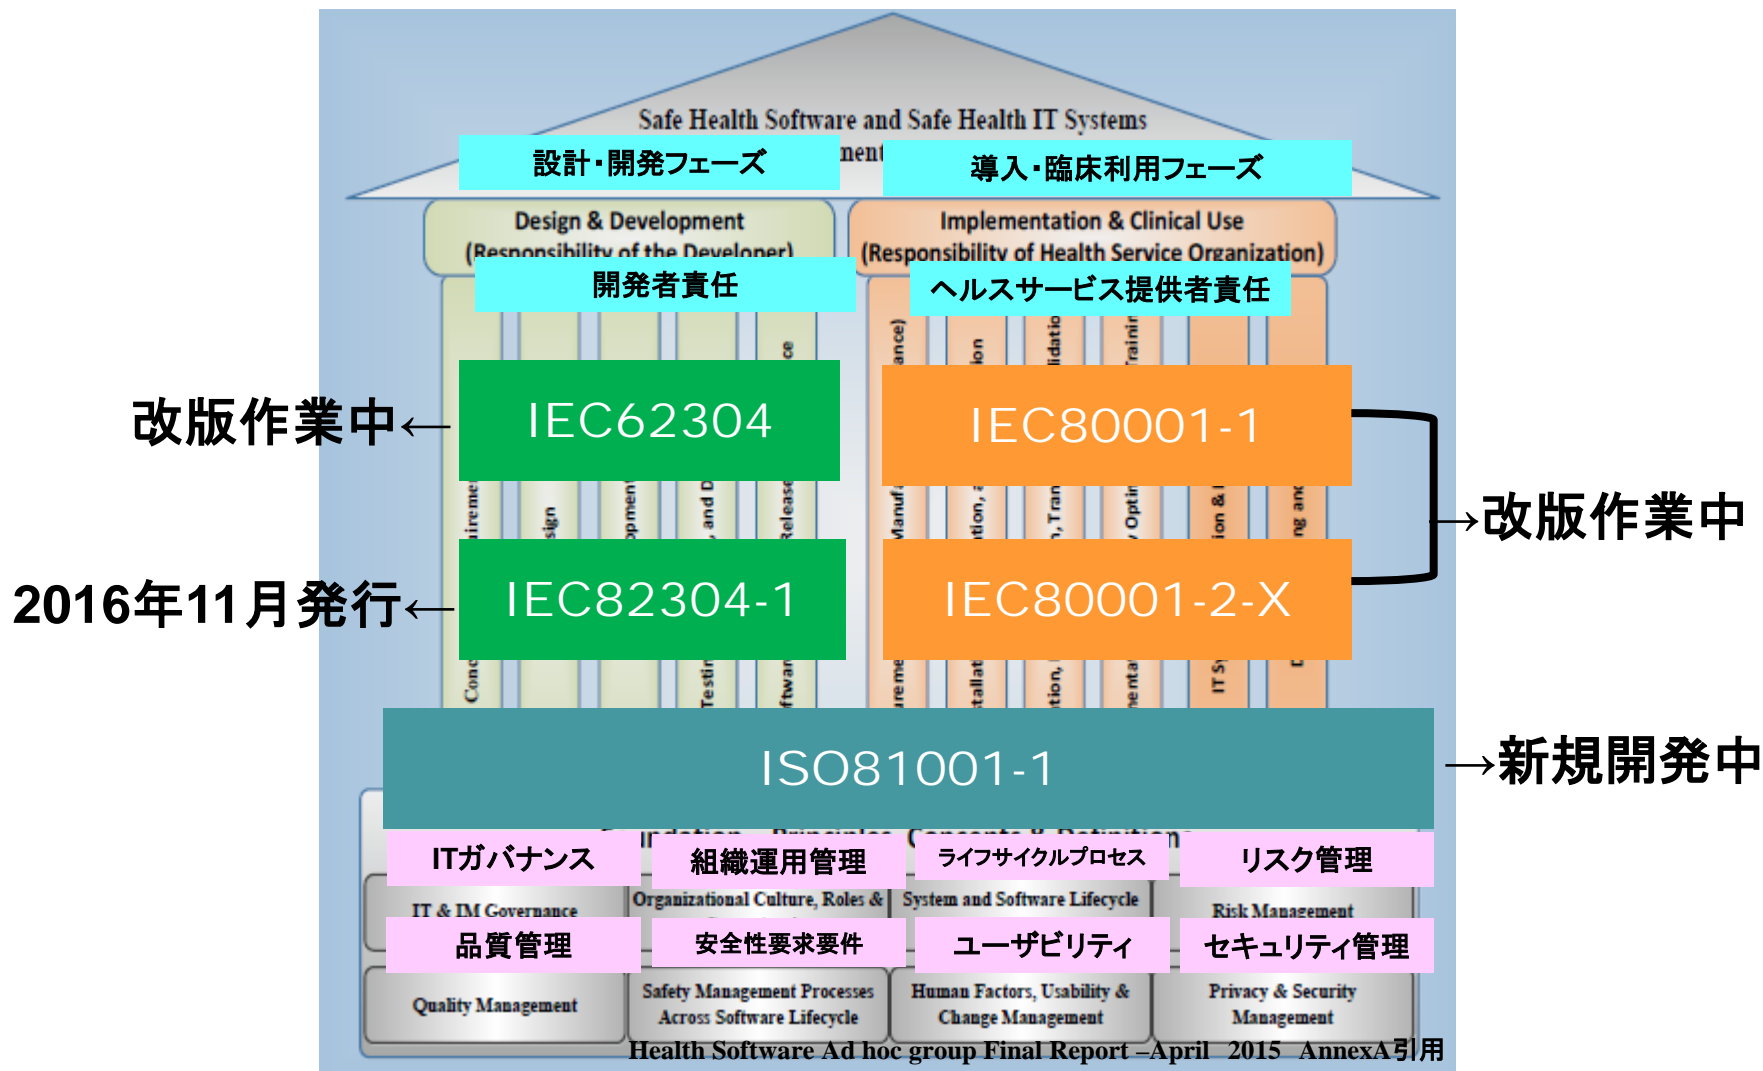 Safe Health Software and Safe Health IT Systems
設計・開発フェーズ
導入・臨床利用フェーズ
Design & Development
(Responsibility of the Developer)
Implementation & Clinical Use
(Responsibility of Health Service Organization)
開発者責任
ヘルスサービス提供者責任
改版作業中←
IEC62304
IEC80001-1
→改版作業中
2016年11月発行←
IEC82304-1
IEC80001-2-X
ISO81001-1
→新規開発中
Foundation – Principles, Concepts & Definitions
ITガバナンス
組織運用管理
ライフサイクルプロセス
リスク管理
IT & IM Governance
Organizational Culture, Roles &
System and Software Lifecycle
Risk Management
品質管理
安全性要求要件
ユーザビリティ
セキュリティ管理
Quality Management
Safety Management Processes
Across Software Lifecycle
Human Factors, Usability &
Change Management
Privacy & Security
Management
Health Software Ad hoc group Final Report –April 2015 AnnexA引用